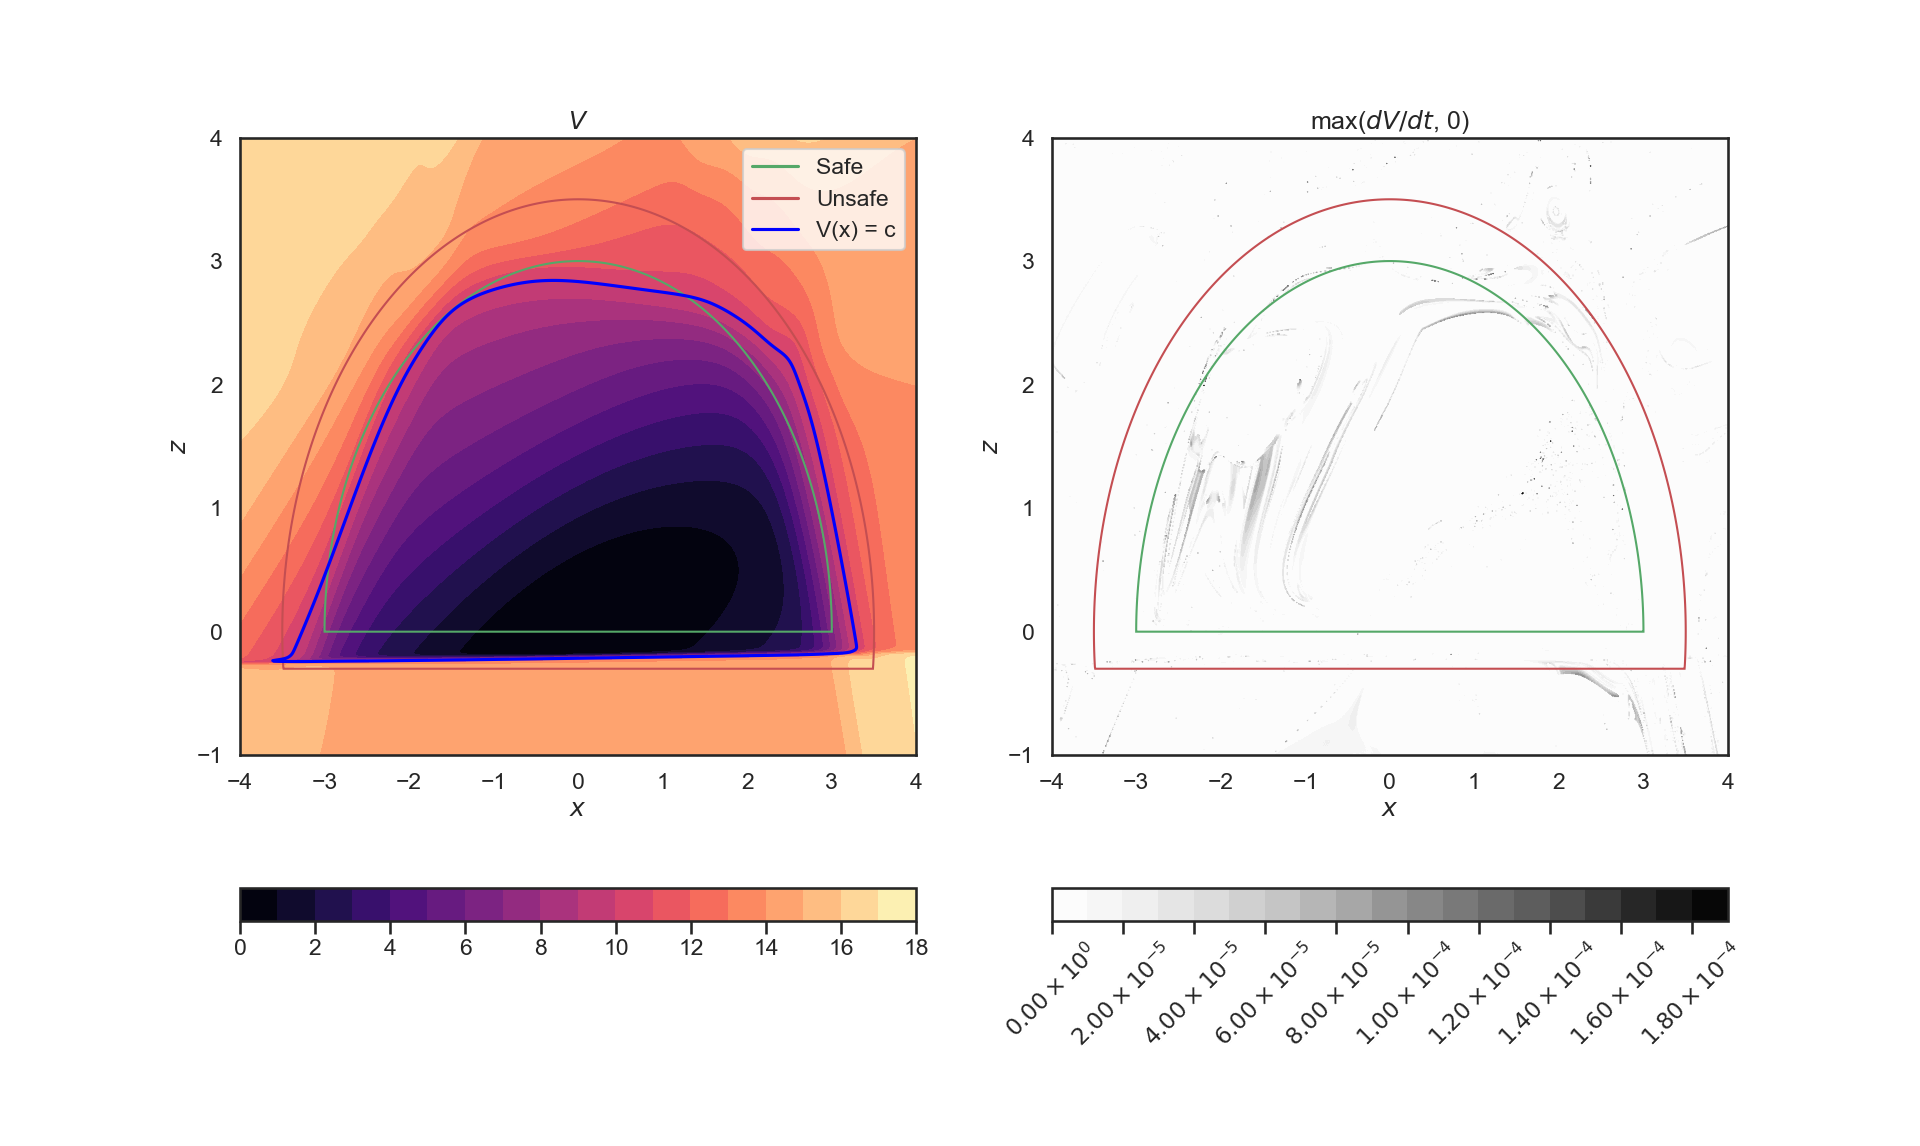 V
4
3
2
1
0
−1
z
Safe
Unsafe
V(x) = c
−4 −3 −2 −1 0 1 2 3 4
x
0 2 4 6 8 10 12 14 16 18
max(dV/dt, 0)
4
3
2
1
0
−1
z
−4 −3 −2 −1 0 1 2 3 4
x
0.00 × 10⁰
2.00 × 10⁻⁵
4.00 × 10⁻⁵
6.00 × 10⁻⁵
8.00 × 10⁻⁵
1.00 × 10⁻⁴
1.20 × 10⁻⁴
1.40 × 10⁻⁴
1.60 × 10⁻⁴
1.80 × 10⁻⁴